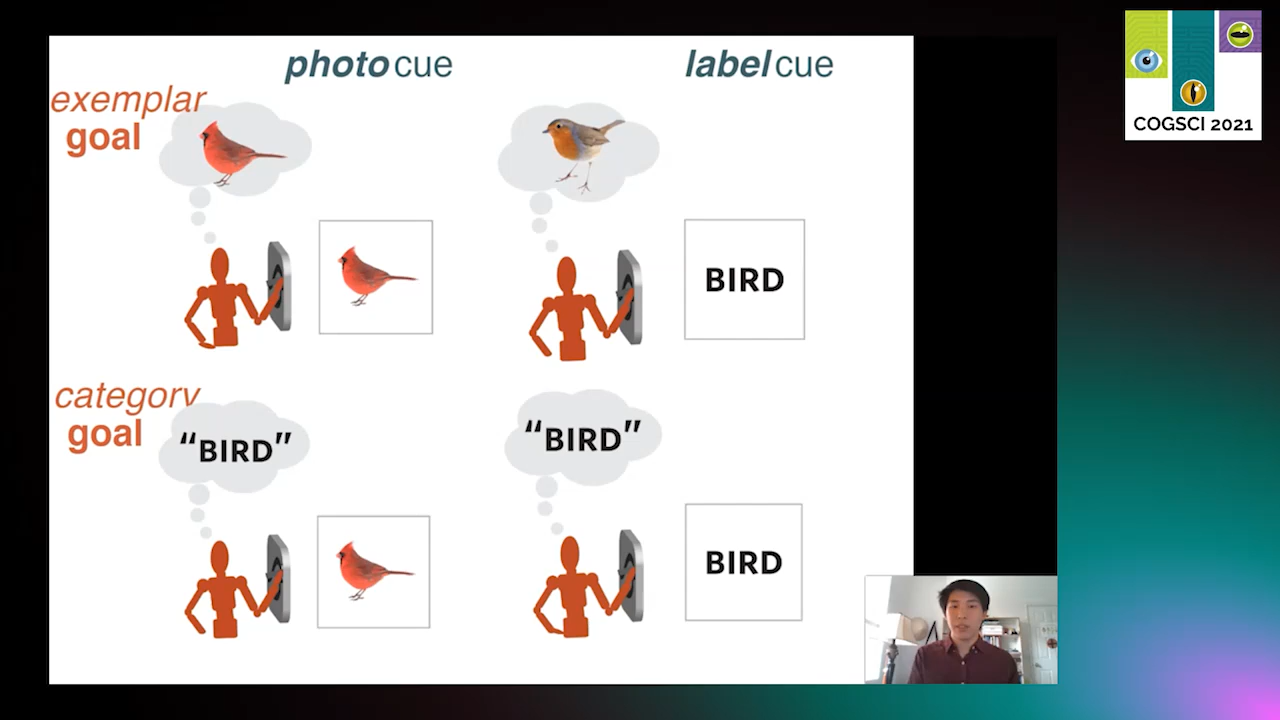 photo cue
label cue
exemplar
goal
BIRD
category
goal
“BIRD”
“BIRD”
BIRD
COGSCI 2021